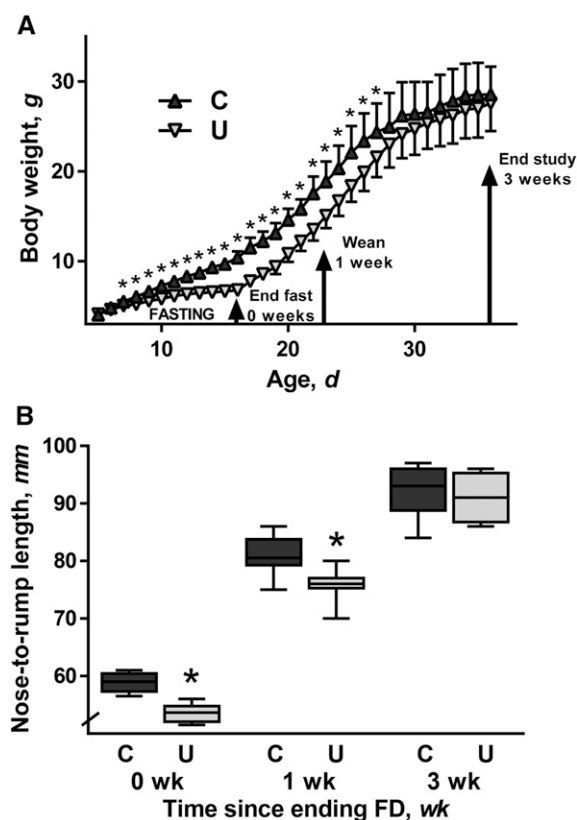 A
Body weight, g
30
20
10
C
U
* * * * * * * * * * * * * * * * * * * * *
FASTING
End fast
0 weeks
Wean
1 week
End study
3 weeks
10 20 30
Age, d
B
Nose-to-rump length, mm
100
90
80
70
60
*
*
C U C U C U
0 wk 1 wk 3 wk
Time since ending FD, wk